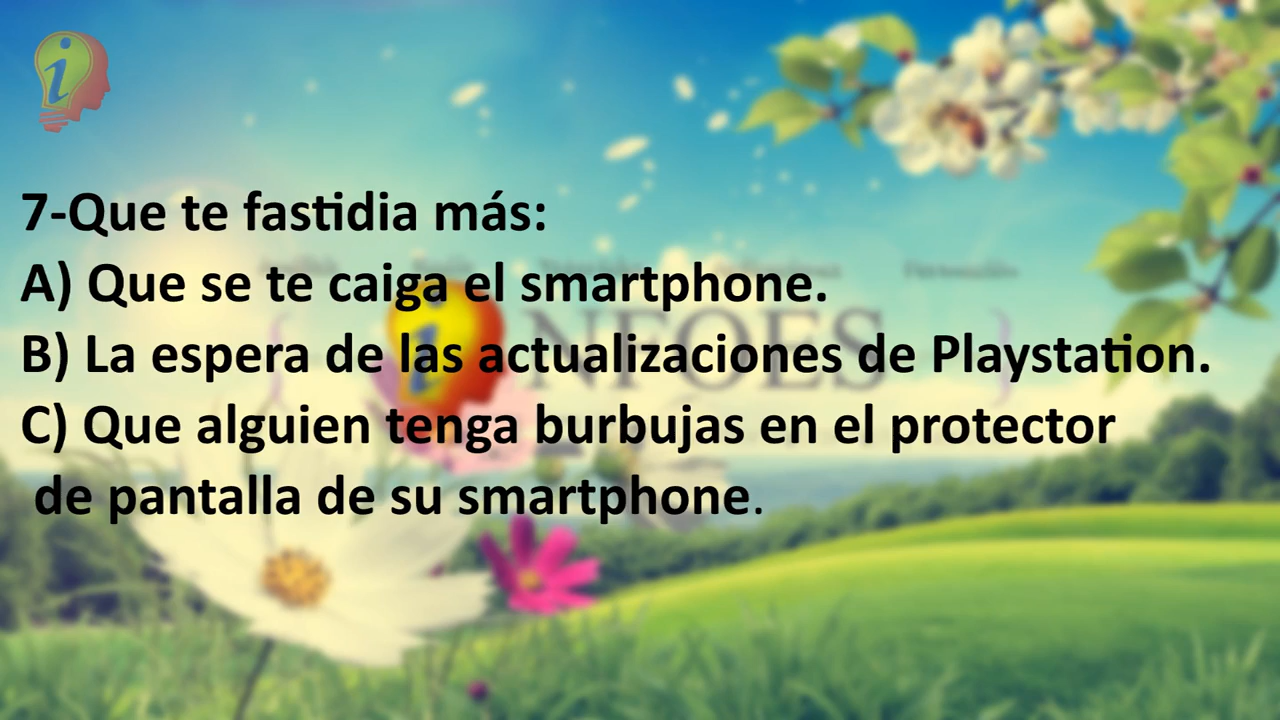 7-Que te fastidia más:
A) Que se te caiga el smartphone.
B) La espera de las actualizaciones de Playstation.
C) Que alguien tenga burbujas en el protector
de pantalla de su smartphone.
i NFOES
i